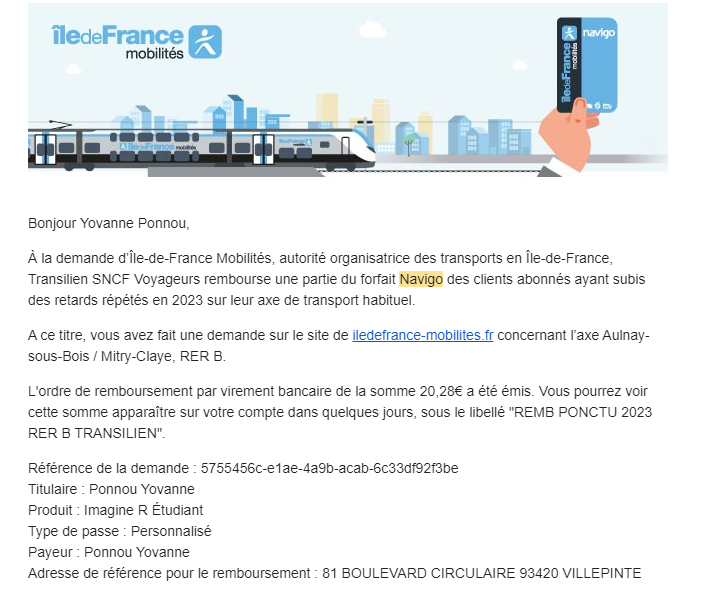 îledeFrance
mobilités
navigo
îledeFrance
mobilités
îledeFrance mobilités
îledeFrance
Bonjour Yovanne Ponnou,
À la demande d'Île-de-France Mobilités, autorité organisatrice des transports en Île-de-France,
Transilien SNCF Voyageurs rembourse une partie du forfait Navigo des clients abonnés ayant subis
des retards répétés en 2023 sur leur axe de transport habituel.
A ce titre, vous avez fait une demande sur le site de iledefrance-mobilites.fr concernant l'axe Aulnay-
sous-Bois / Mitry-Claye, RER B.
L'ordre de remboursement par virement bancaire de la somme 20,28€ a été émis. Vous pourrez voir
cette somme apparaître sur votre compte dans quelques jours, sous le libellé "REMB PONCTU 2023
RER B TRANSILIEN".
Référence de la demande : 5755456c-e1ae-4a9b-acab-6c33df92f3be
Titulaire : Ponnou Yovanne
Produit : Imagine R Étudiant
Type de passe : Personnalisé
Payeur : Ponnou Yovanne
Adresse de référence pour le remboursement : 81 BOULEVARD CIRCULAIRE 93420 VILLEPINTE